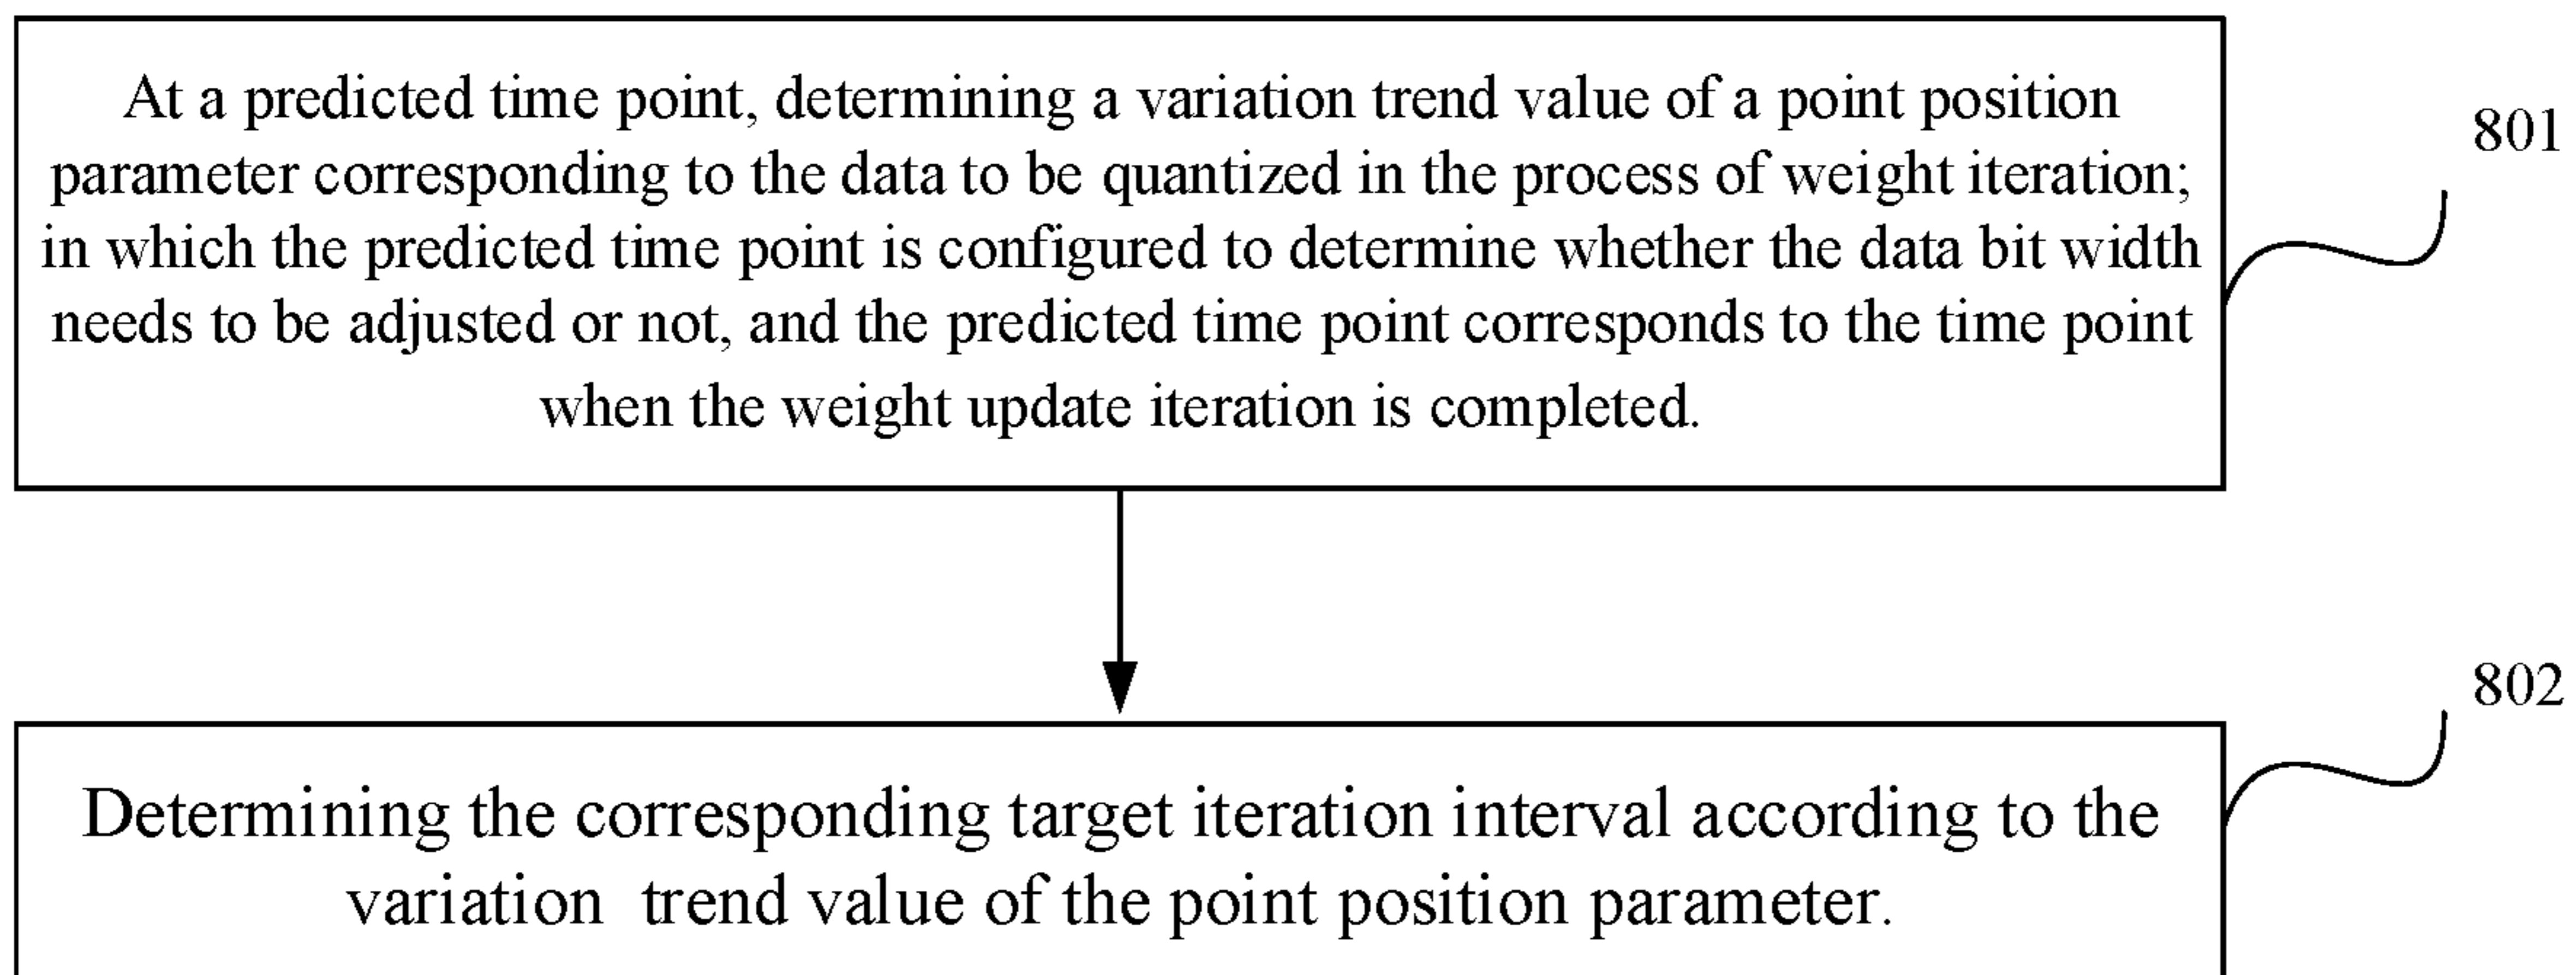 At a predicted time point, determining a variation trend value of a point position
801
parameter corresponding to the data to be quantized in the process of weight iteration;
in which the predicted time point is configured to determine whether the data bit width
needs to be adjusted or not, and the predicted time point corresponds to the time point
when the weight update iteration is completed.
802
Determining the corresponding target iteration interval according to the
variation trend value of the point position parameter.